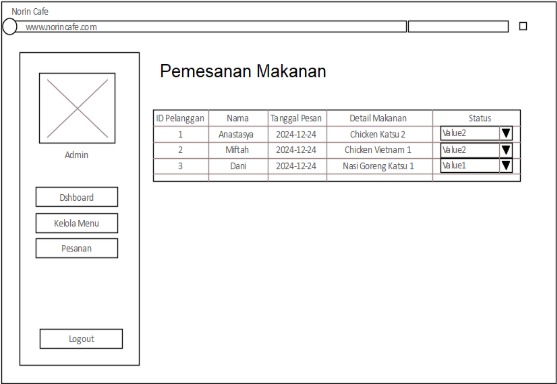 Norin Cafe
www.norincafe.com
Pemesanan Makanan
Admin
Dshboard
Kelola Menu
Pesanan
Logout
ID Pelanggan Nama Tanggal Pesan Detail Makanan Status
1 Anastasya 2024-12-24 Chicken Katsu 2 Value2
2 Miftah 2024-12-24 Chicken Vietnam 1 Value2
3 Dani 2024-12-24 Nasi Goreng Katsu 1 Value1